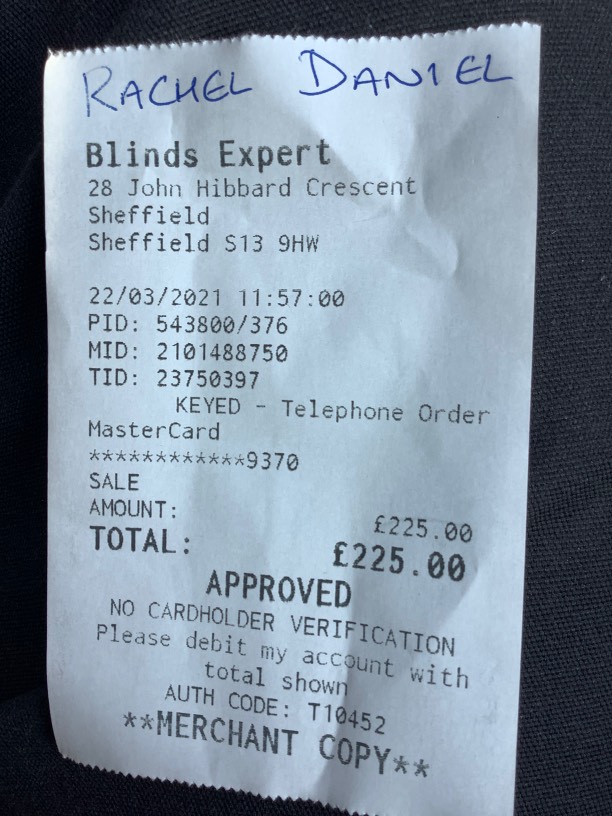 RACHEL DANIEL
Blinds Expert
28 John Hibbard Crescent
Sheffield
Sheffield S13 9HW
22/03/2021 11:57:00
PID: 543800/376
MID: 2101488750
TID: 23750397
KEYED - Telephone Order
MasterCard
************9370
SALE
AMOUNT: £225.00
TOTAL: £225.00
APPROVED
NO CARDHOLDER VERIFICATION
Please debit my account with
total shown
AUTH CODE: T10452
**MERCHANT COPY**